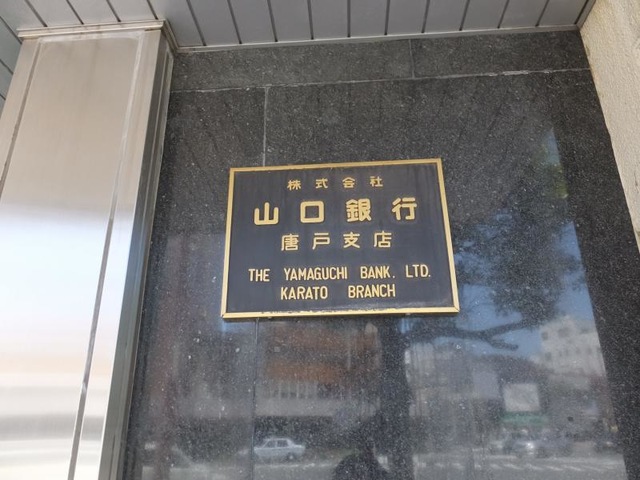 株式会社
山口銀行
唐戸支店
THE YAMAGUCHI BANK, LTD.
KARATO BRANCH